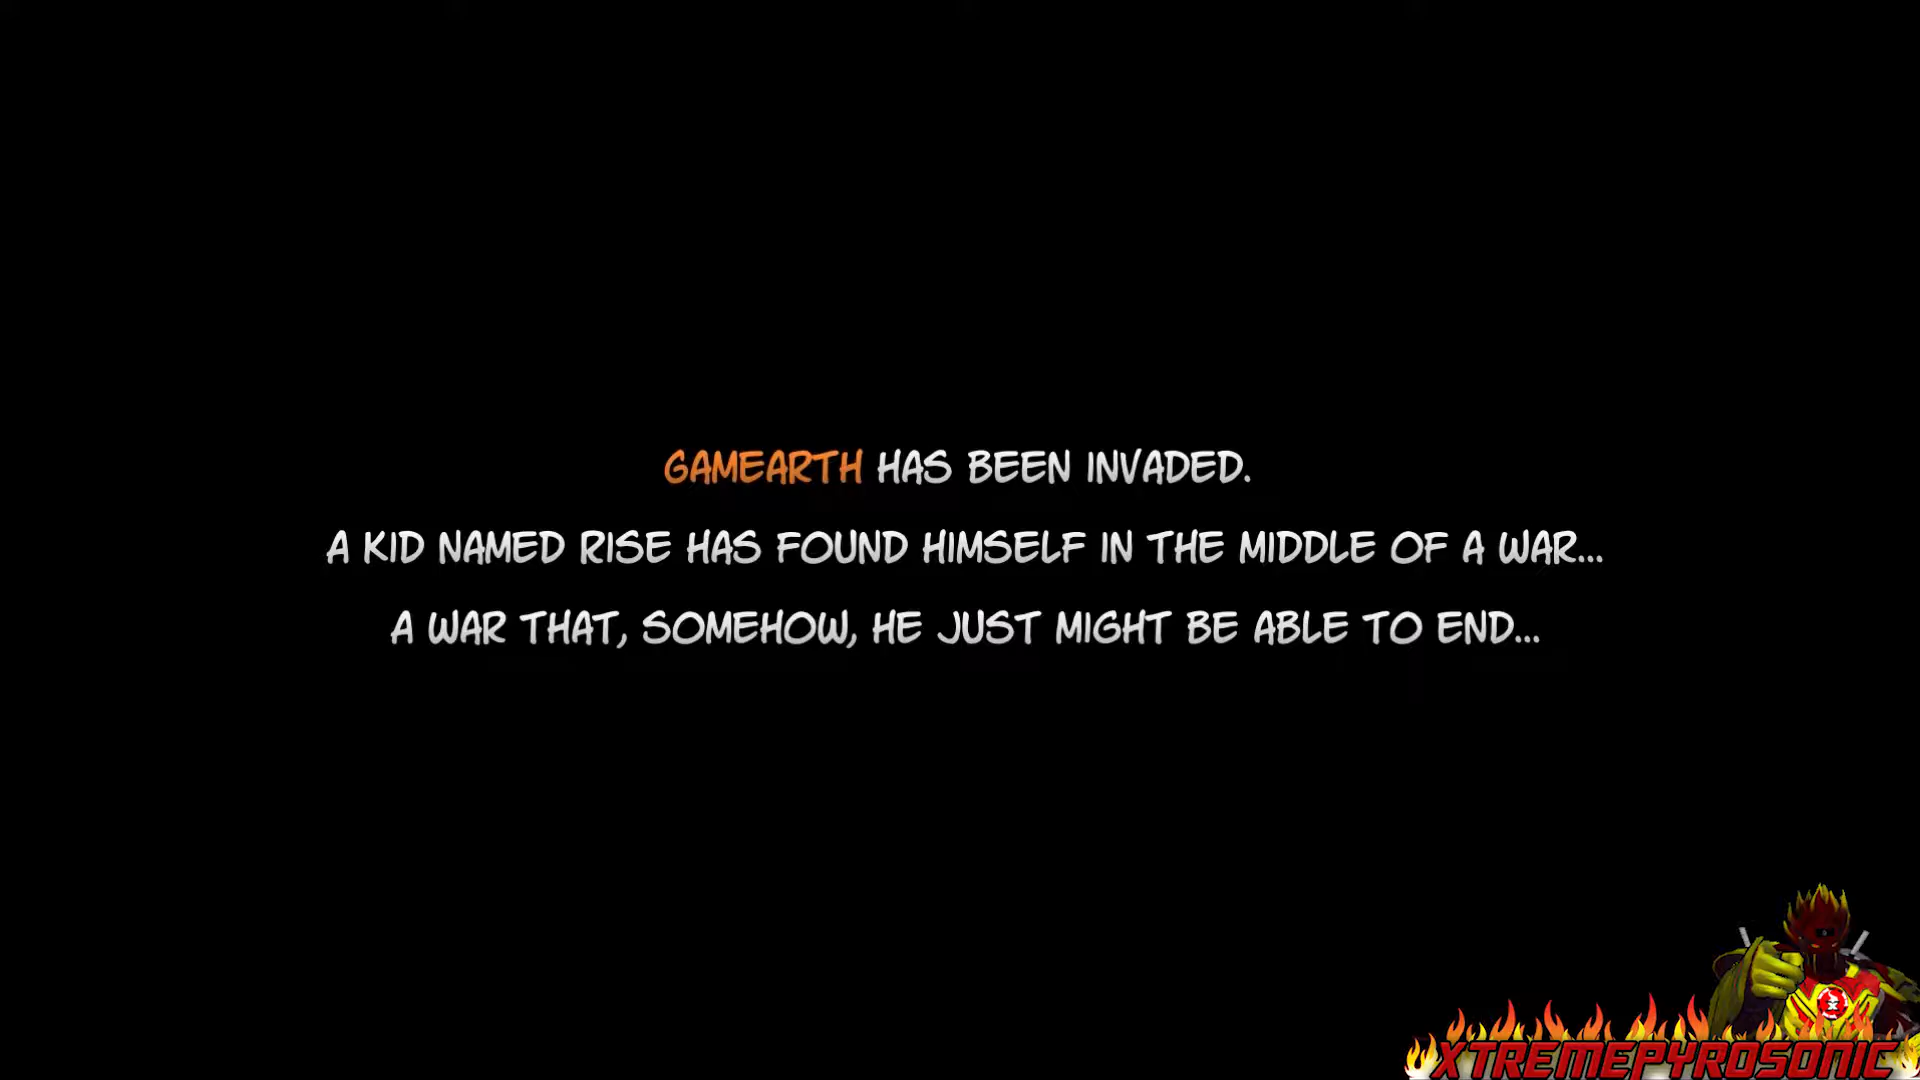 GAMEARTH HAS BEEN INVADED.
A KID NAMED RISE HAS FOUND HIMSELF IN THE MIDDLE OF A WAR...
A WAR THAT, SOMEHOW, HE JUST MIGHT BE ABLE TO END...
XTREMEPYROSONIC